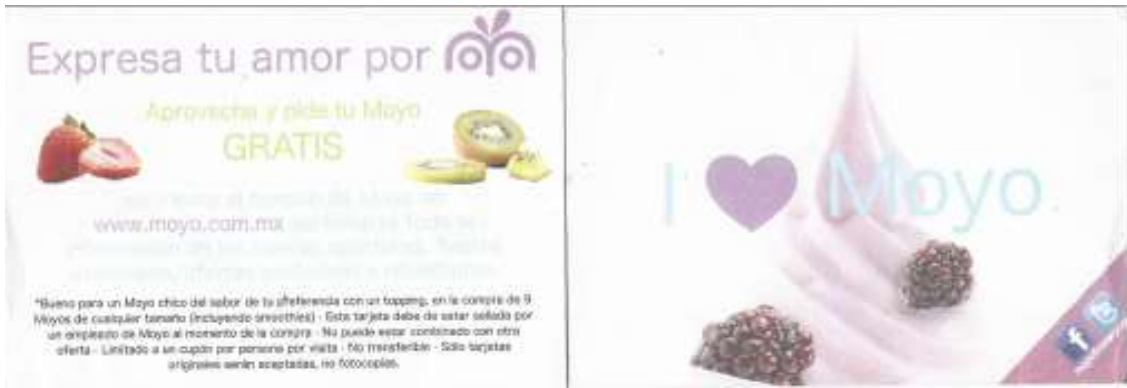 Expresa tu amor por moyo
Aprovecha y pide tu Moyo
GRATIS
www.moyo.com.mx
*Bueno para un Moyo chico del sabor de tu preferencia con un topping, en la compra de 9
Moyos de cualquier tamaño (incluyendo smoothies) - Esta tarjeta debe de estar sellada por
un empleado de Moyo al momento de la compra - No puede estar combinado con otra
oferta - Limitado a un cupón por persona por visita - No transferible - Sólo tarjetas
originales serán aceptadas, no fotocopias.
I Moyo
f